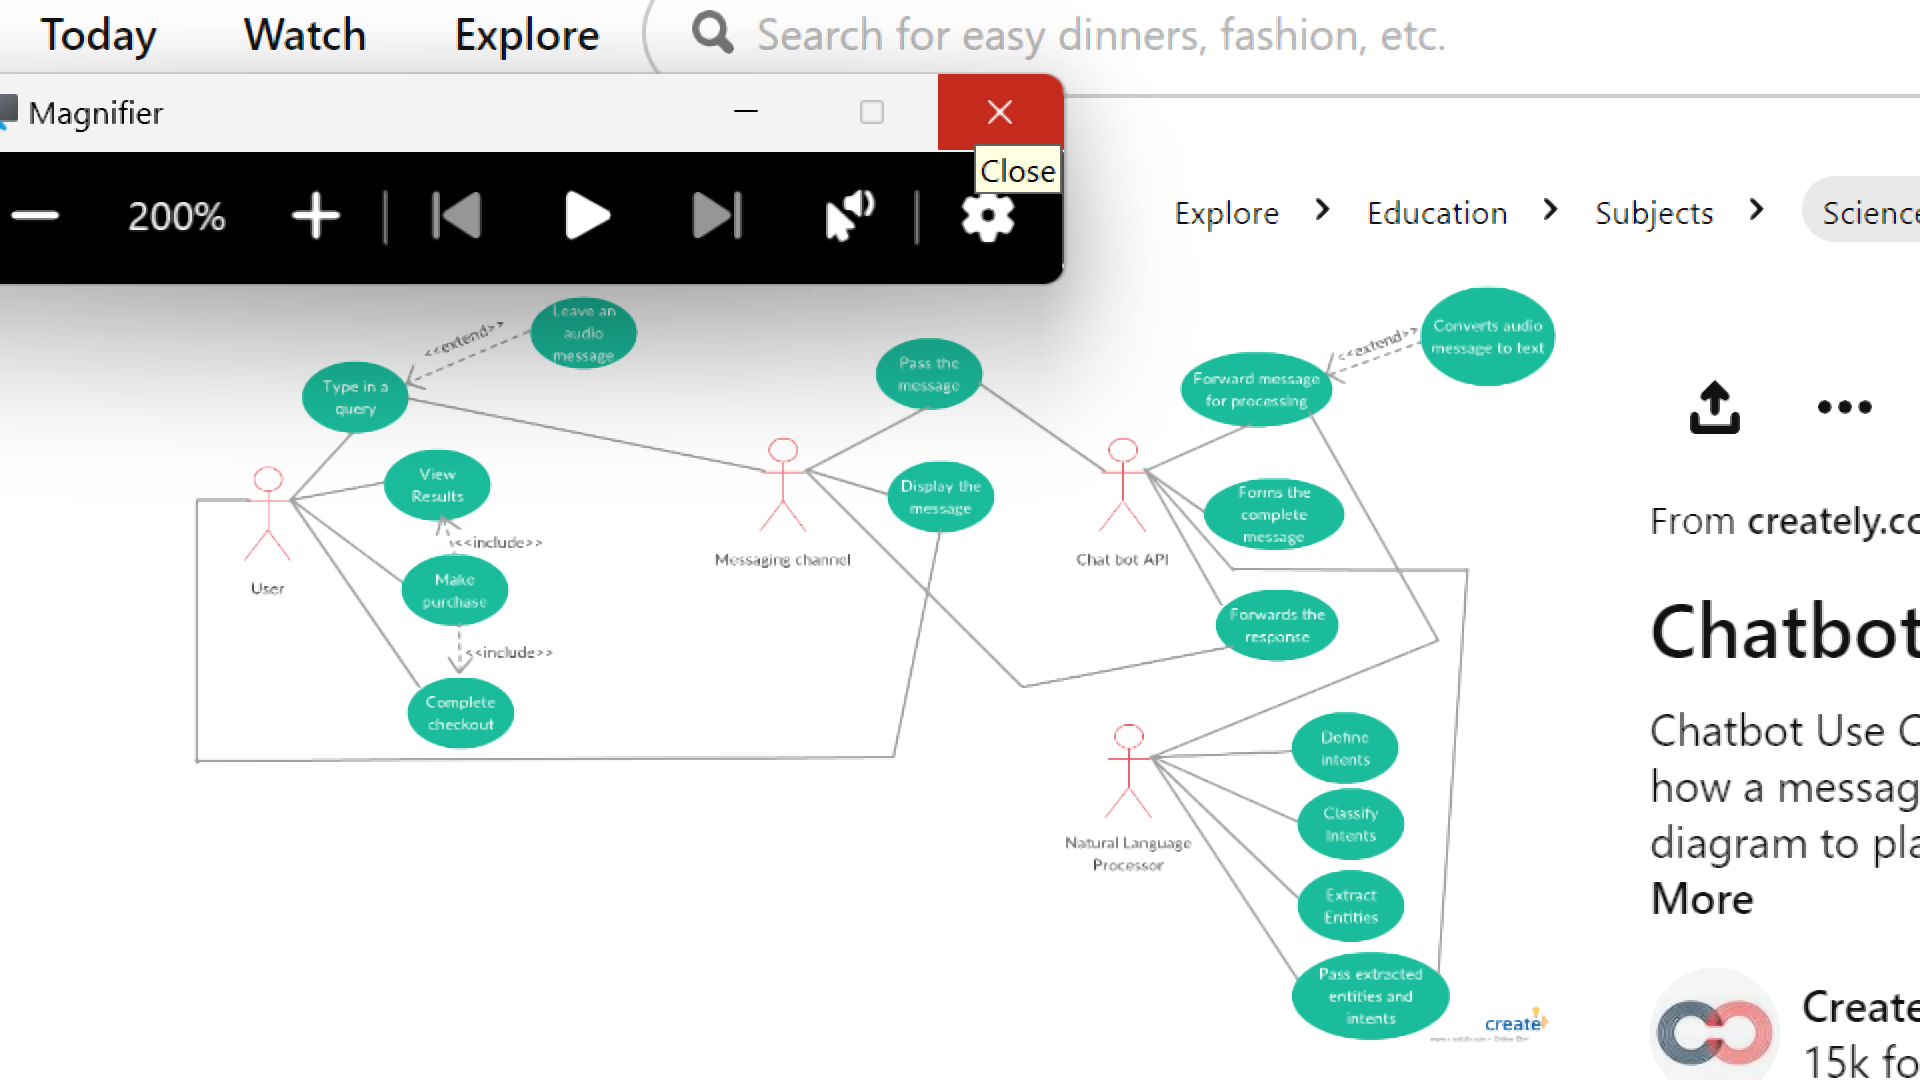 Today
Watch
Explore
Search for easy dinners, fashion, etc.
Magnifier
Close
200%
Explore
Education
Subjects
Science
Leave an
audio
message
<<extend>>
Type in a
query
View
Results
<<include>>
Make
purchase
<<include>>
Complete
checkout
User
Pass the
message
Display the
message
Messaging channel
Forward message
for processing
<<extend>>
Converts audio
message to text
Forms the
complete
message
Forwards the
response
Chat bot API
Define
intents
Classify
Intents
Extract
Entities
Pass extracted
entities and
intents
Natural Language
Processor
From creately.co
Chatbot
Chatbot Use C
how a messag
diagram to pla
More
Create
15k fo